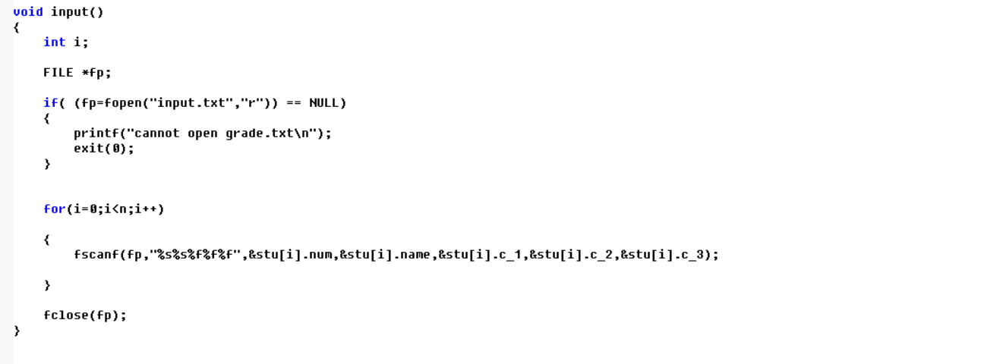 void input()
{
    int i;
    FILE *fp;
    if( (fp=fopen("input.txt","r")) == NULL)
    {
        printf("cannot open grade.txt\n");
        exit(0);
    }
    for(i=0;i<n;i++)
    {
        fscanf(fp,"%s%s%f%f%f",&stu[i].num,&stu[i].name,&stu[i].c_1,&stu[i].c_2,&stu[i].c_3);
    }
    fclose(fp);
}